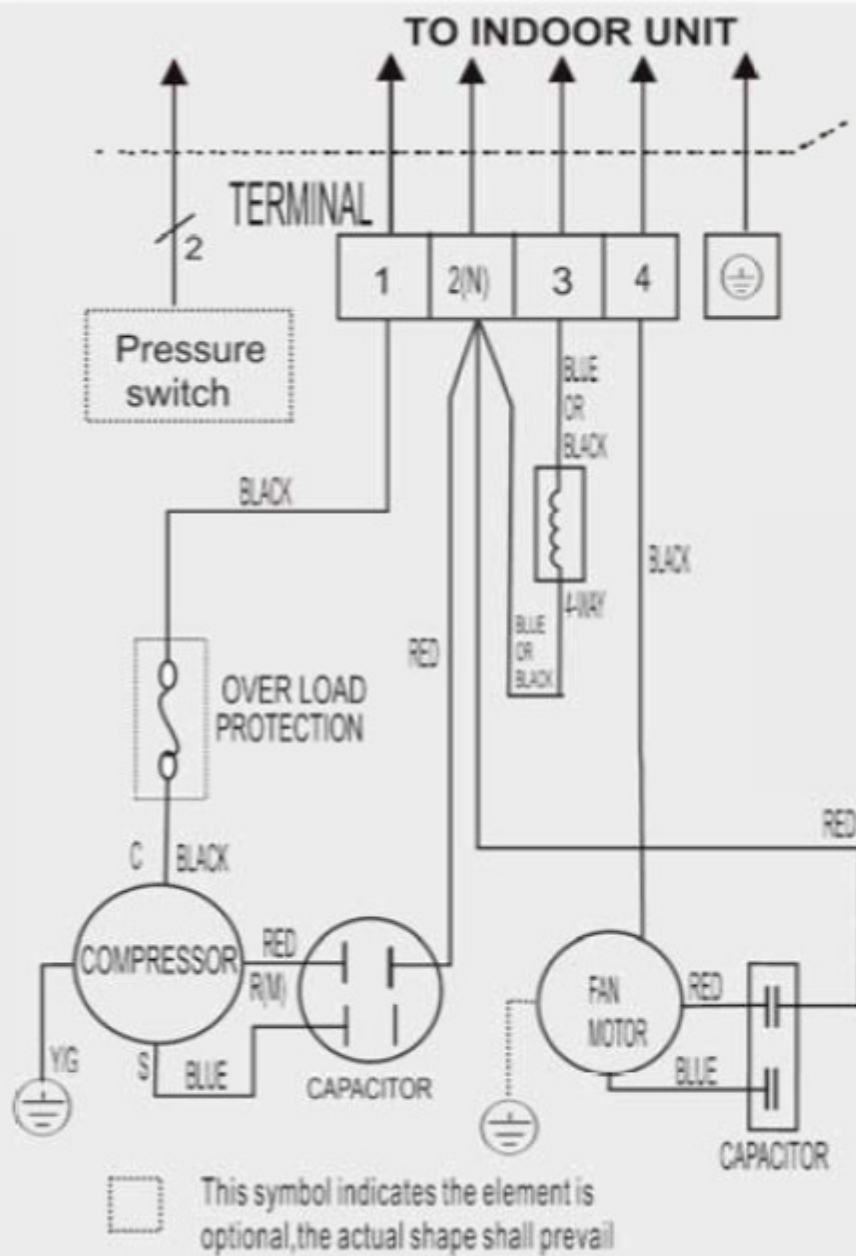 TO INDOOR UNIT
TERMINAL
2
1
2(N)
3
4
Pressure
switch
BLUE
OR
BLACK
BLACK
BLACK
4-WAY
RED
BLUE
OR
BLACK
OVER LOAD
PROTECTION
RED
C
BLACK
COMPRESSOR
RED
R(M)
FAN
MOTOR
RED
Y/G
S
BLUE
CAPACITOR
BLUE
CAPACITOR
This symbol indicates the element is
optional,the actual shape shall prevail